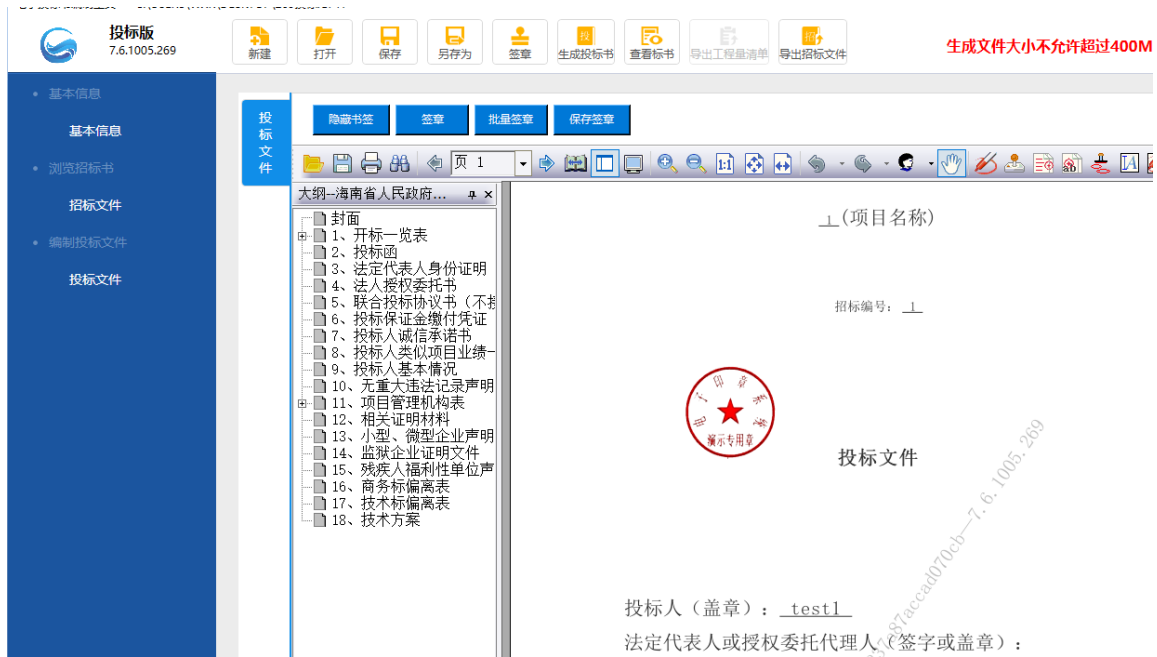 投标版
7.6.1005.269
新建
打开
保存
另存为
签章
生成投标书
查看标书
导出工程量清单
导出招标文件
生成文件大小不允许超过400M
基本信息
基本信息
浏览招标书
招标文件
编制投标文件
投标文件
投标文件
隐藏书签
签章
批量签章
保存签章
页 1
大纲--海南省人民政府...
封面
1、开标一览表
2、投标函
3、法定代表人身份证明
4、法人授权委托书
5、联合投标协议书（不接
6、投标保证金缴付凭证
7、投标人诚信承诺书
8、投标人类似项目业绩一
9、投标人基本情况
10、无重大违法记录声明
11、项目管理机构表
12、相关证明材料
13、小型、微型企业声明
14、监狱企业证明文件
15、残疾人福利性单位声
16、商务标偏离表
17、技术标偏离表
18、技术方案
1(项目名称)
招标编号： 1
电子印章系统
演示专用章
投标文件
投标人（盖章）： test1
法定代表人或授权委托代理人（签字或盖章）：
87accad070cb—7.6.1005.269